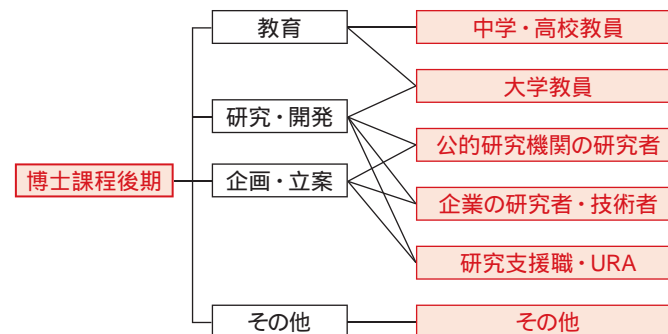 教育
中学・高校教員
大学教員
研究・開発
公的研究機関の研究者
博士課程後期
企画・立案
企業の研究者・技術者
研究支援職・URA
その他
その他